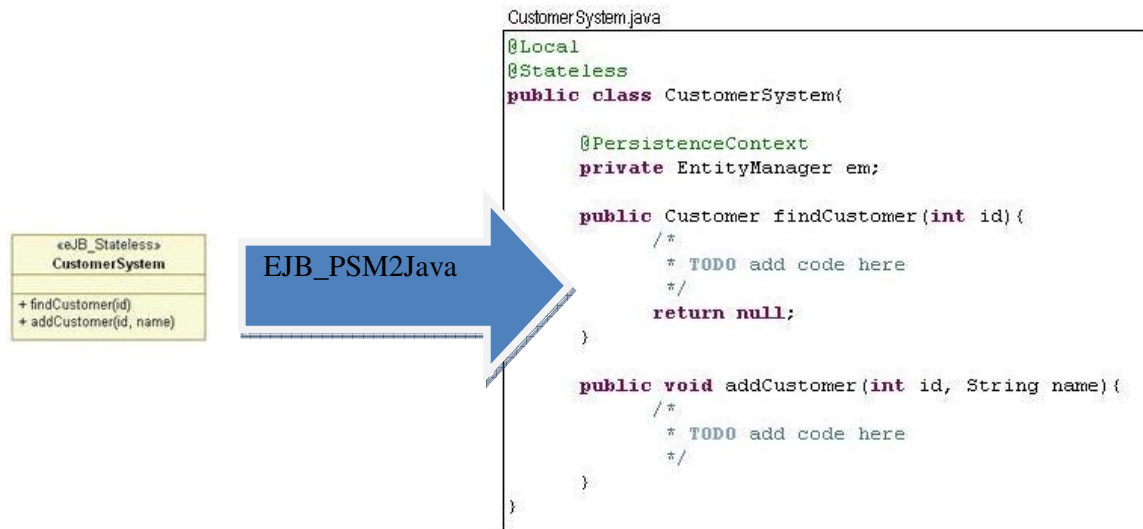 «eJB_Stateless»
CustomerSystem
+ findCustomer(id)
+ addCustomer(id, name)
EJB_PSM2Java
CustomerSystem.java
@Local
@Stateless
public class CustomerSystem{
@PersistenceContext
private EntityManager em;
public Customer findCustomer(int id){
/*
* TODO add code here
*/
return null;
}
public void addCustomer(int id, String name){
/*
* TODO add code here
*/
}
}